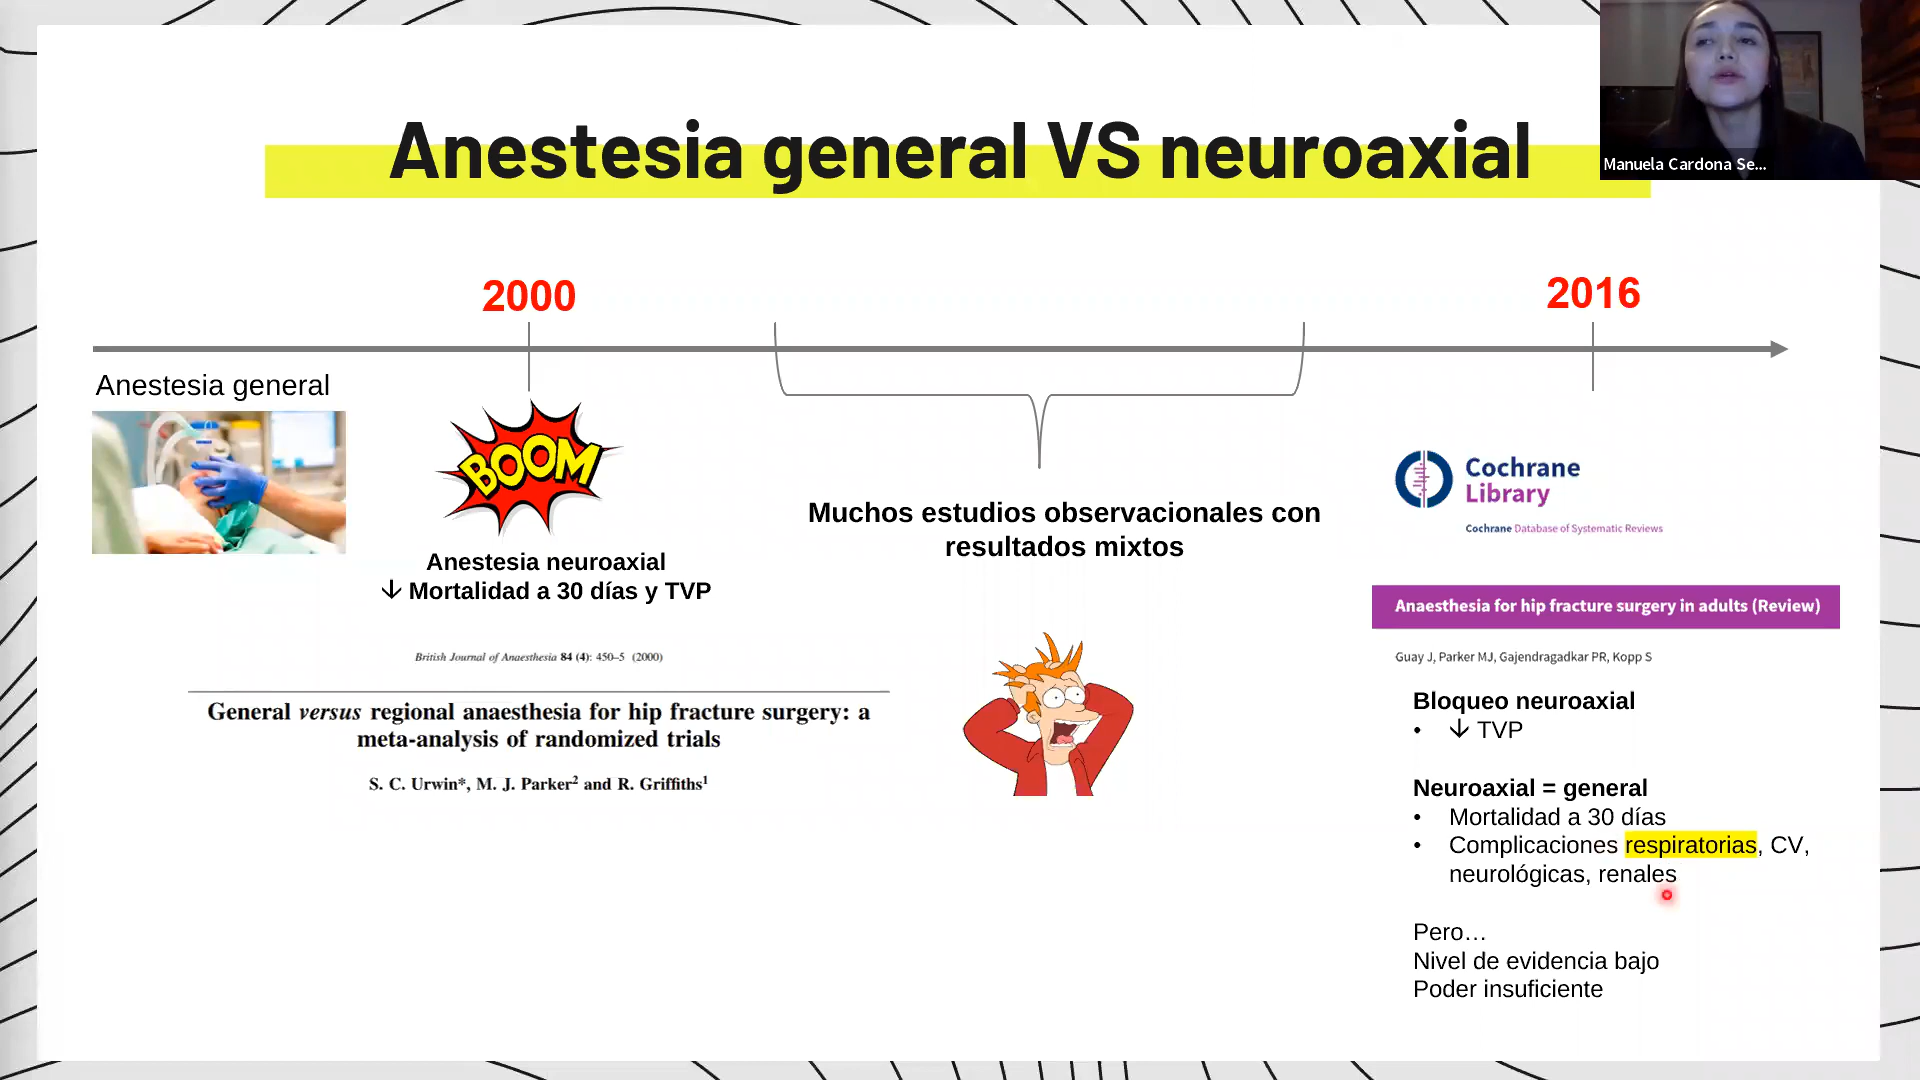 Anestesia general VS neuroaxial
Manuela Cardona Se...
2000
2016
Anestesia general
BOOM
Anestesia neuroaxial
↓ Mortalidad a 30 días y TVP
British Journal of Anaesthesia 84 (4): 450–5 (2000)
General versus regional anaesthesia for hip fracture surgery: a
meta-analysis of randomized trials
S. C. Urwin*, M. J. Parker² and R. Griffiths¹
Muchos estudios observacionales con
resultados mixtos
Cochrane
Library
Cochrane Database of Systematic Reviews
Anaesthesia for hip fracture surgery in adults (Review)
Guay J, Parker MJ, Gajendragadkar PR, Kopp S
Bloqueo neuroaxial
• ↓ TVP
Neuroaxial = general
• Mortalidad a 30 días
• Complicaciones respiratorias, CV,
neurológicas, renales
Pero…
Nivel de evidencia bajo
Poder insuficiente